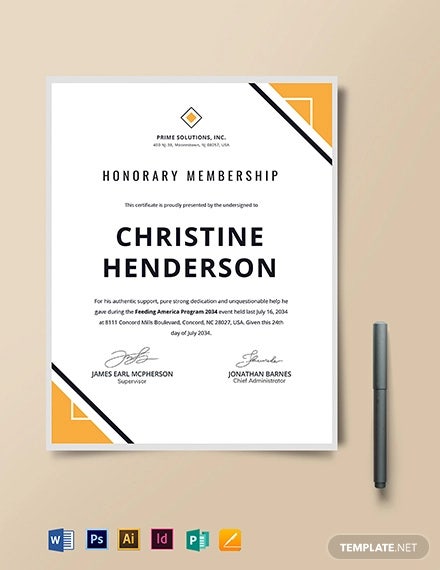 PRIME SOLUTIONS, INC.
459 NJ-38, Moorestown, NJ 08057, USA
HONORARY MEMBERSHIP
This certificate is proudly presented by the undersigned to
CHRISTINE
HENDERSON
For his authentic support, pure strong dedication and unquestionable help he
gave during the Feeding America Program 2034 event held last July 16, 2034
at 8111 Concord Mills Boulevard, Concord, NC 28027, USA. Given this 24th
day of July 2034.
JAMES EARL MCPHERSON
Supervisor
JONATHAN BARNES
Chief Administrator
W
Ps
Ai
Id
P
TEMPLATE.NET